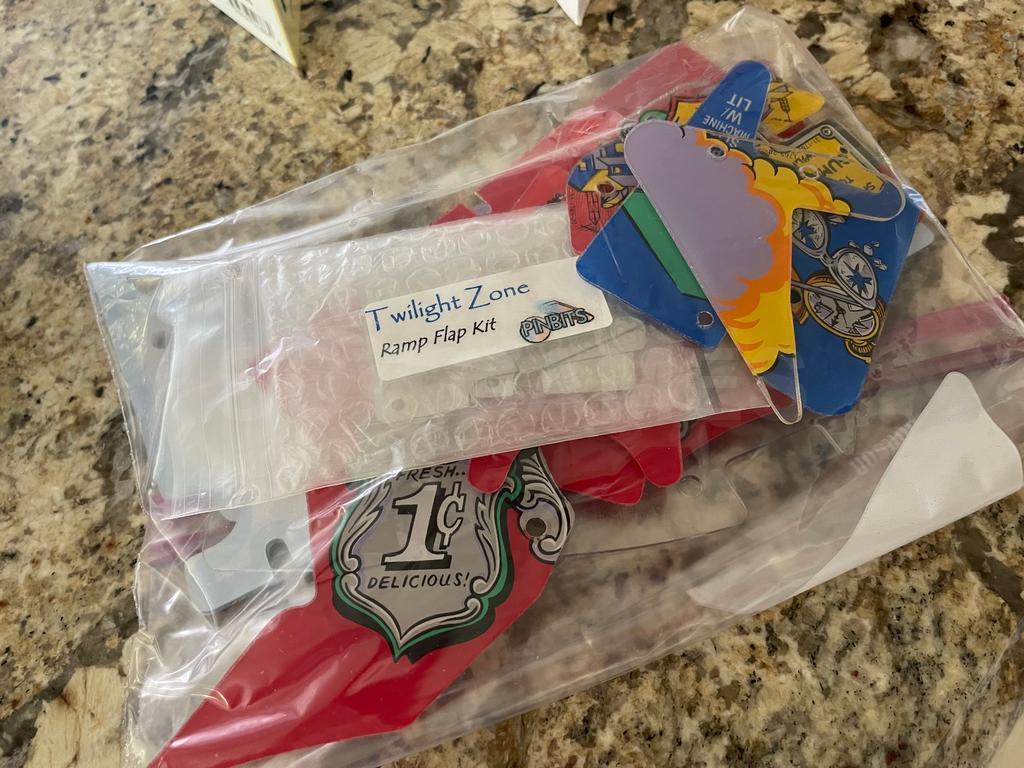 W/
LIT
MACHINE
Twilight Zone
Ramp Flap Kit
PINBITS
FRESH..
1¢
DELICIOUS!